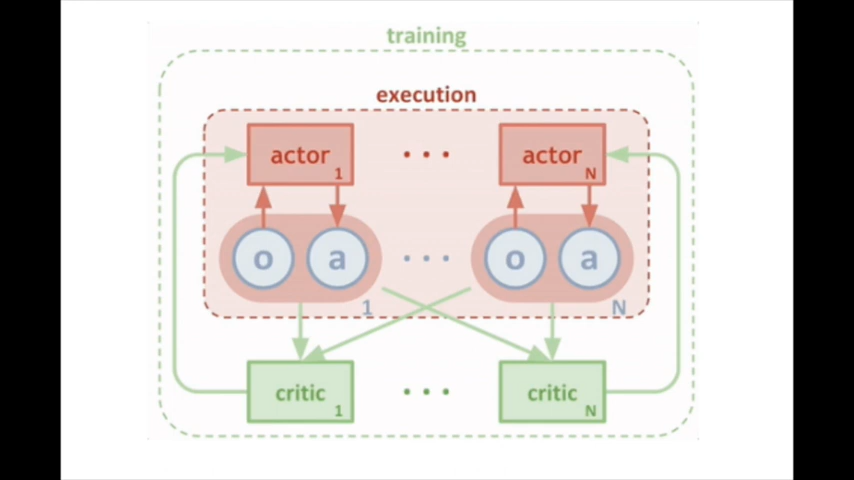 training
execution
actor 1 ... actor N
o a ... o a
1 N
critic 1 ... critic N